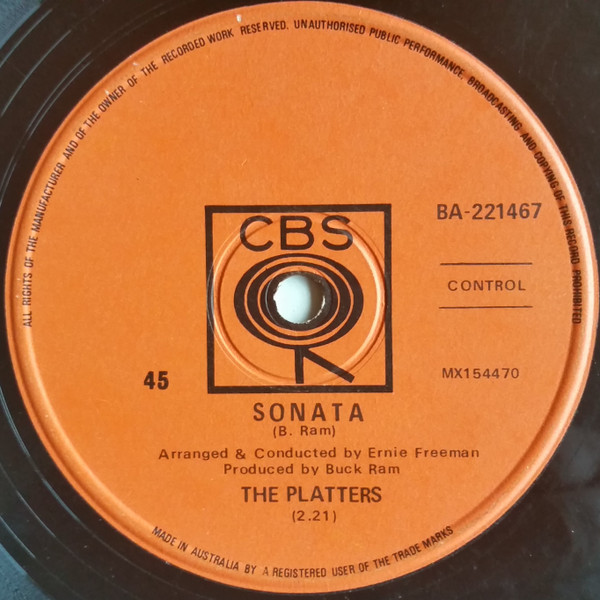 ALL RIGHTS OF THE MANUFACTURER AND OF THE OWNER OF THE RECORDED WORK RESERVED. UNAUTHORISED PUBLIC PERFORMANCE, BROADCASTING AND COPYING OF THIS RECORD PROHIBITED
CBS
BA-221467
CONTROL
45
MX154470
SONATA
(B. Ram)
Arranged & Conducted by Ernie Freeman
Produced by Buck Ram
THE PLATTERS
(2.21)
MADE IN AUSTRALIA BY A REGISTERED USER OF THE TRADE MARKS